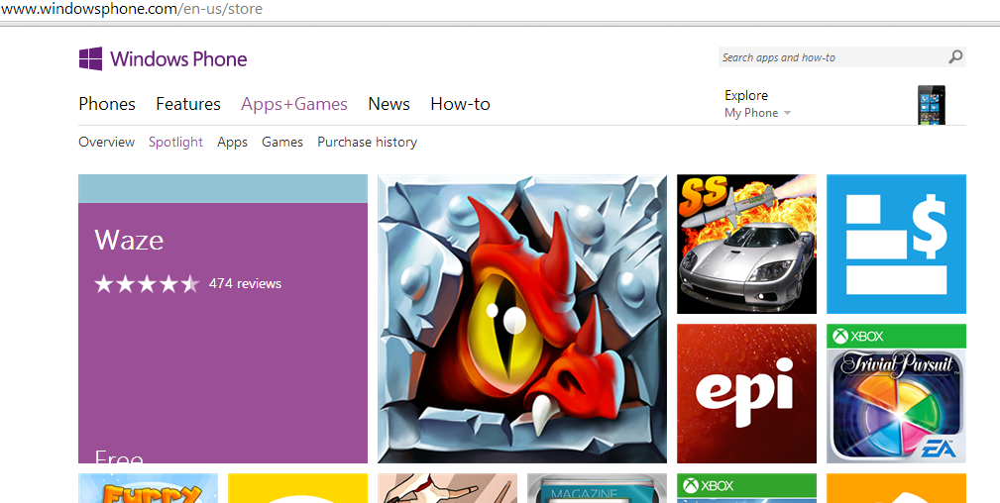 www.windowsphone.com/en-us/store
Windows Phone
Search apps and how-to
Phones Features Apps+Games News How-to
Explore
My Phone
Overview Spotlight Apps Games Purchase history
Waze
474 reviews
Free
SS
$
epi
XBOX
Trivial Pursuit
EA
FURRY
MAGAZINE
XBOX